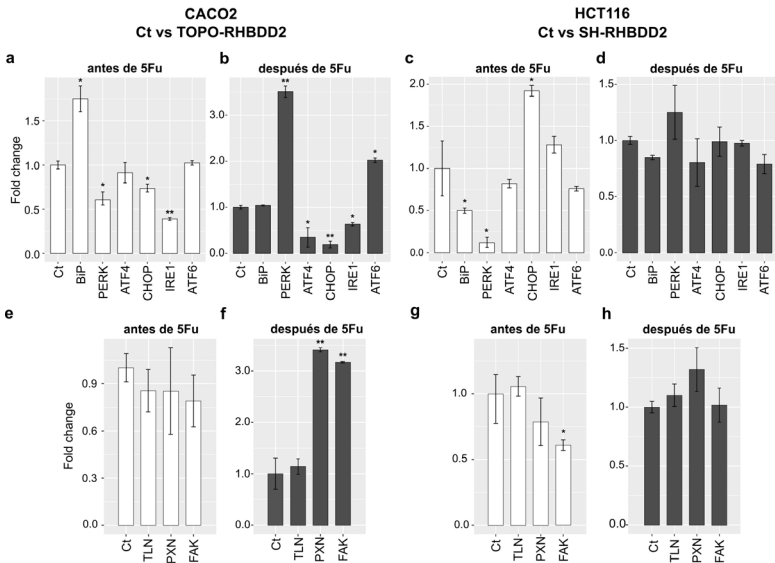 CACO2
Ct vs TOPO-RHBDD2
HCT116
Ct vs SH-RHBDD2
a
antes de 5Fu
*
*
*
**
Fold change
1.5
1.0
0.5
0.0
Ct BiP PERK ATF4 CHOP IRE1 ATF6
b
después de 5Fu
**
*
**
*
*
3.0
2.0
1.0
0.0
Ct BiP PERK ATF4 CHOP IRE1 ATF6
c
antes de 5Fu
*
*
*
2.0
1.5
1.0
0.5
0.0
Ct BiP PERK ATF4 CHOP IRE1 ATF6
d
después de 5Fu
1.5
1.0
0.5
0.0
Ct BiP PERK ATF4 CHOP IRE1 ATF6
e
antes de 5Fu
Fold change
0.9
0.6
0.3
0.0
Ct TLN PXN FAK
f
después de 5Fu
**
**
3.0
2.0
1.0
0.0
Ct TLN PXN FAK
g
antes de 5Fu
*
1.0
0.5
0.0
Ct TLN PXN FAK
h
después de 5Fu
1.5
1.0
0.5
0.0
Ct TLN PXN FAK